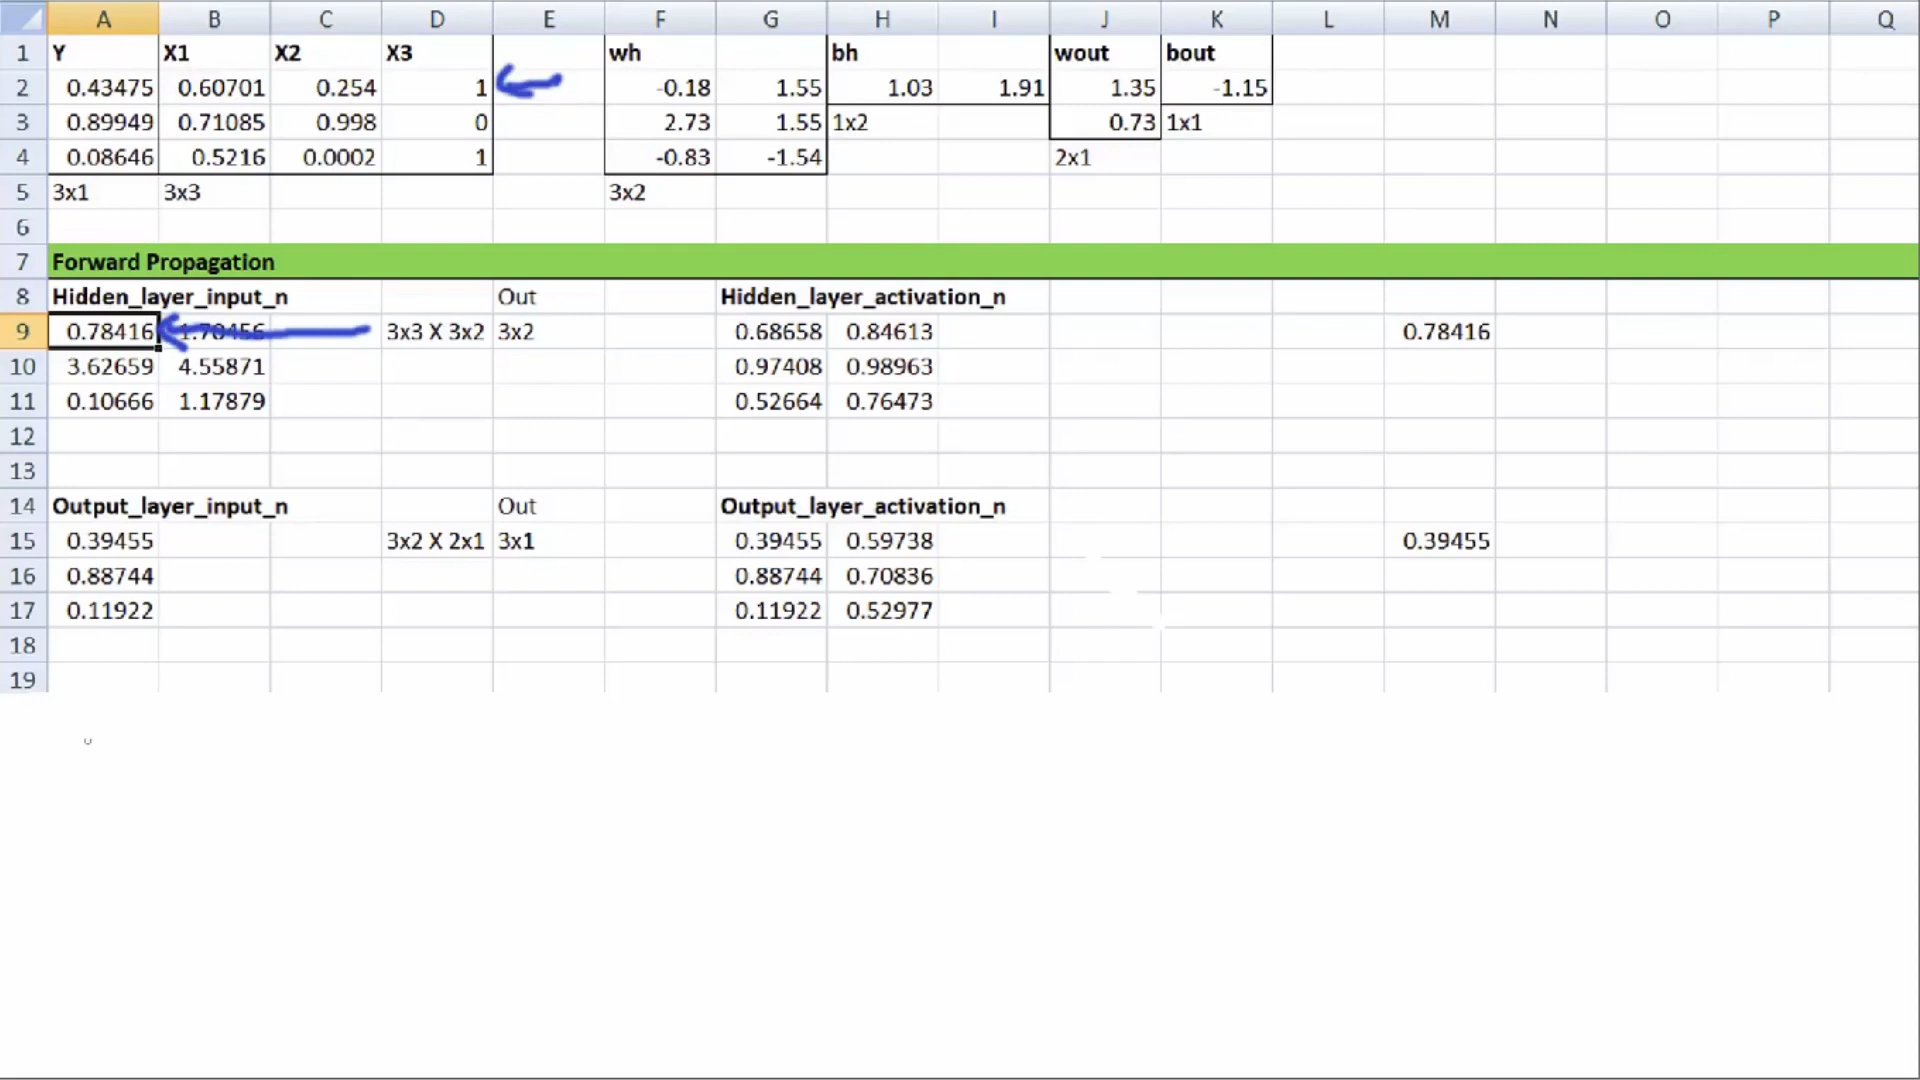 A B C D E F G H I J K L M N O P Q
1 Y X1 X2 X3 wh bh wout bout
2 0.43475 0.60701 0.254 1 -0.18 1.55 1.03 1.91 1.35 -1.15
3 0.89949 0.71085 0.998 0 2.73 1.55 1x2 0.73 1x1
4 0.08646 0.5216 0.0002 1 -0.83 -1.54 2x1
5 3x1 3x3 3x2
6
7 Forward Propagation
8 Hidden_layer_input_n Out Hidden_layer_activation_n
9 0.78416 1.70456 3x3 X 3x2 3x2 0.68658 0.84613 0.78416
10 3.62659 4.55871 0.97408 0.98963
11 0.10666 1.17879 0.52664 0.76473
12
13
14 Output_layer_input_n Out Output_layer_activation_n
15 0.39455 3x2 X 2x1 3x1 0.39455 0.59738 0.39455
16 0.88744 0.88744 0.70836
17 0.11922 0.11922 0.52977
18
19